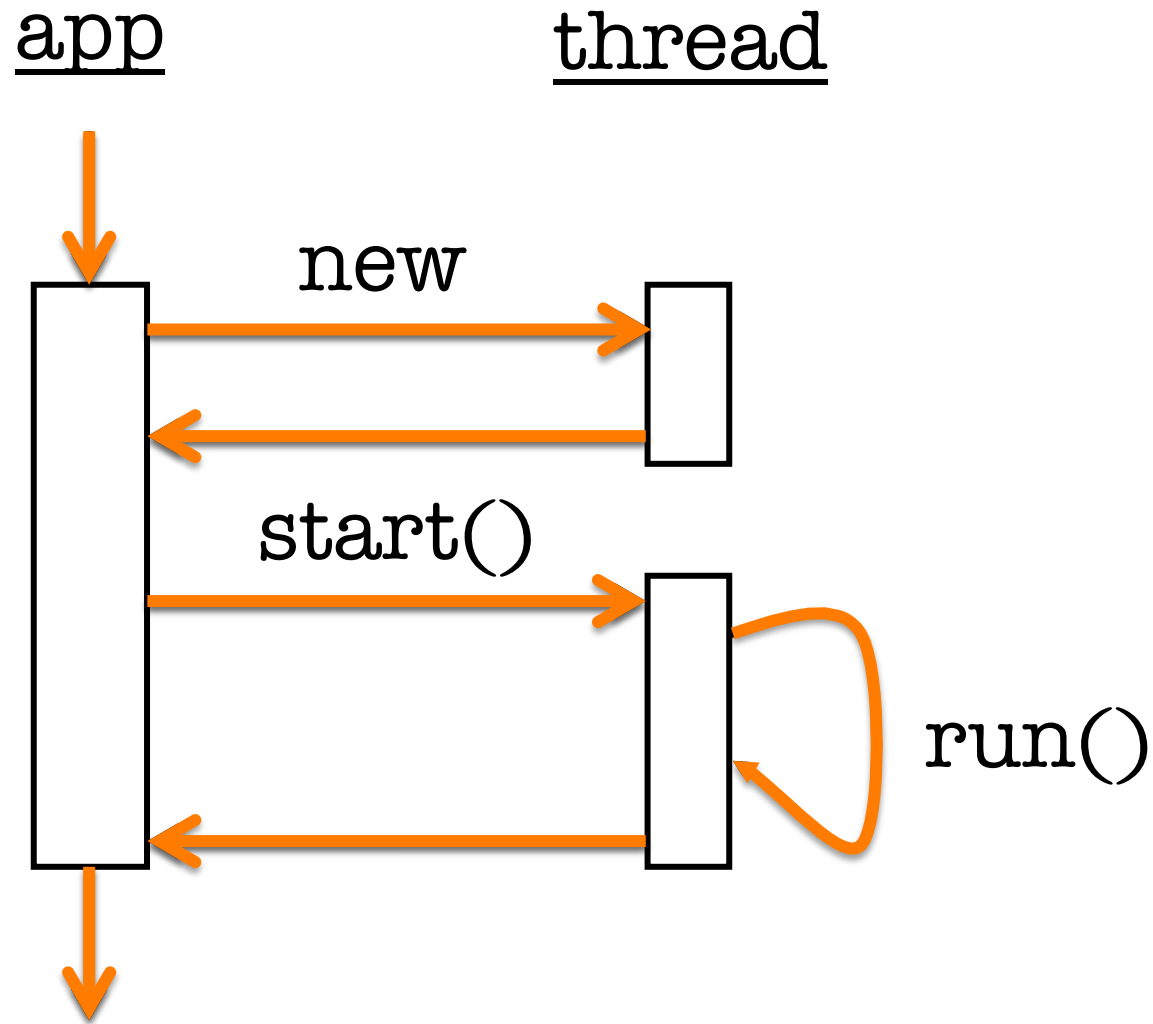 app
thread
new
start()
run()